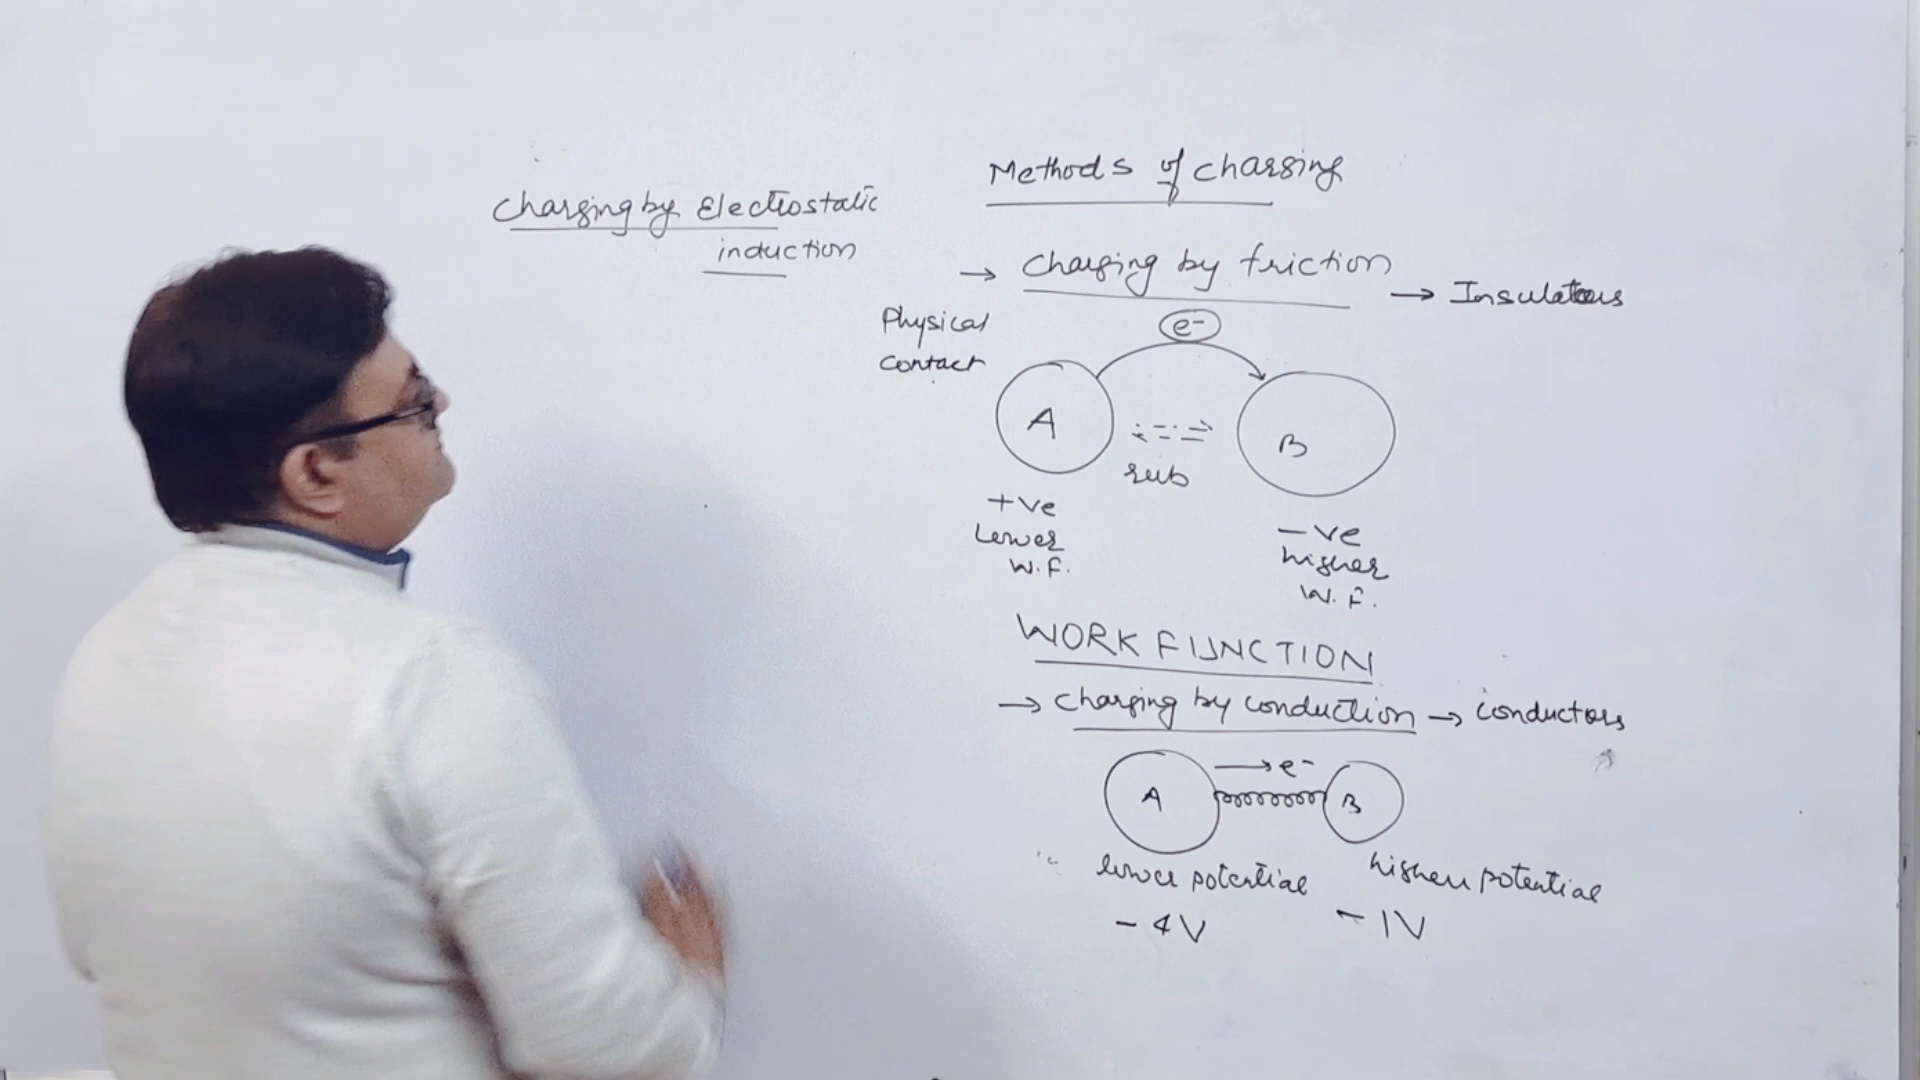 Methods of charging
→ charging by friction → Insulators
Physical
contact
e-
A
B
rub
+ve
Lower
W.F.
-ve
higher
W.F.
WORK FUNCTION
→ charging by conduction → conductors
→ e-
A
B
lower potential
higher potential
- 4V
- 1V
charging by Electrostatic
induction